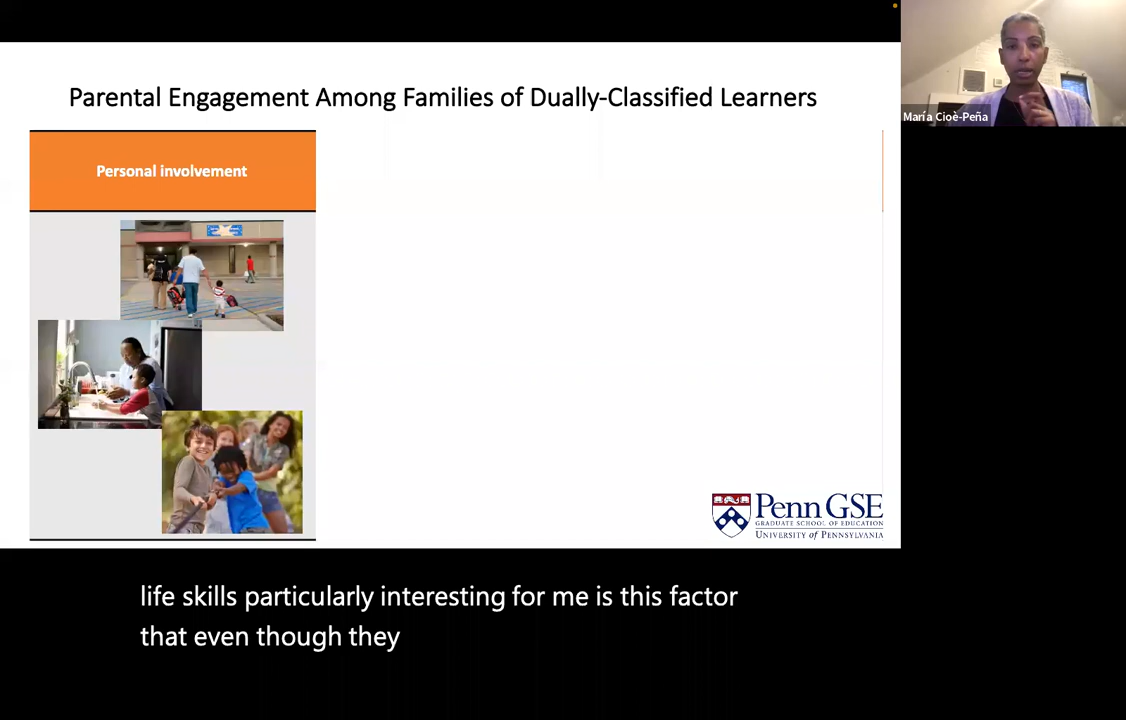 Parental Engagement Among Families of Dually-Classified Learners
María Cioè-Peña
Personal involvement
Penn GSE
GRADUATE SCHOOL OF EDUCATION
UNIVERSITY of PENNSYLVANIA
life skills particularly interesting for me is this factor
that even though they